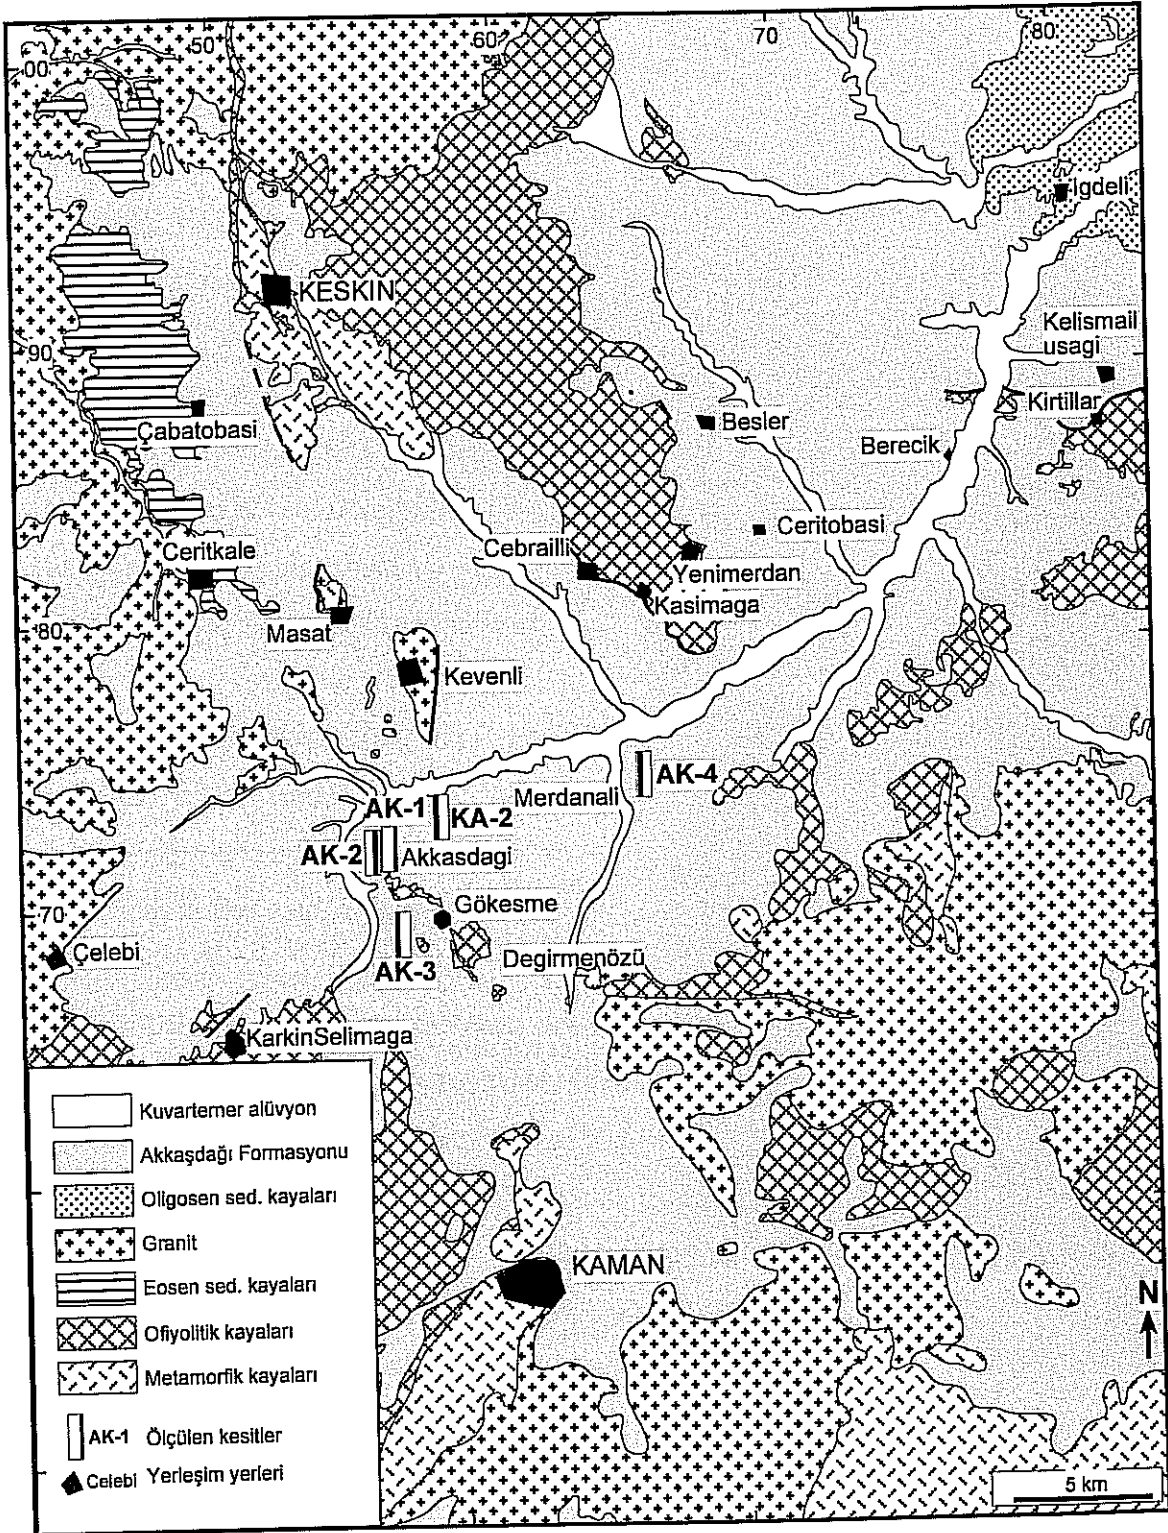 50
60
70
80
00
Igdeli
KESKIN
Kelismail
usagi
90
Kirtillar
Çabatobasi
Besler
Berecik
Ceritobasi
Ceritkale
Cebrailli
Yenimerdan
Kasimaga
Masat
80
Kevenli
AK-4
Merdanali
AK-1
KA-2
AK-2
Akkasdagi
Gökesme
70
Çelebi
Degirmenözü
AK-3
KarkinSelimaga
Kuvarterner alüvyon
Akkaşdağı Formasyonu
Oligosen sed. kayaları
Granit
Eosen sed. kayaları
Ofiyolitik kayaları
Metamorfik kayaları
AK-1 Ölçülen kesitler
Celebi Yerleşim yerleri
KAMAN
N
5 km